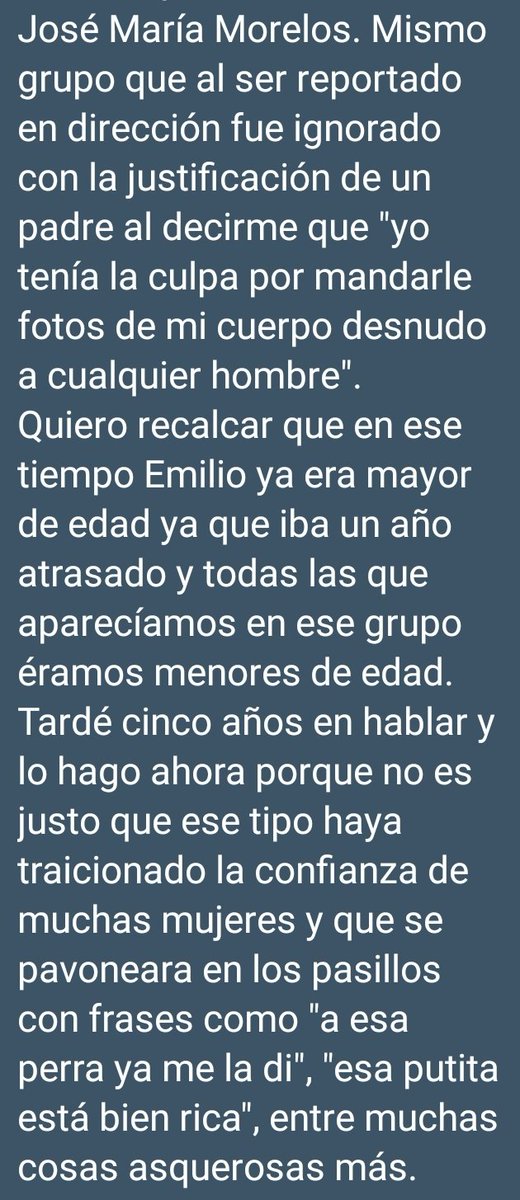 José María Morelos. Mismo
grupo que al ser reportado
en dirección fue ignorado
con la justificación de un
padre al decirme que "yo
tenía la culpa por mandarle
fotos de mi cuerpo desnudo
a cualquier hombre".
Quiero recalcar que en ese
tiempo Emilio ya era mayor
de edad ya que iba un año
atrasado y todas las que
aparecíamos en ese grupo
éramos menores de edad.
Tardé cinco años en hablar y
lo hago ahora porque no es
justo que ese tipo haya
traicionado la confianza de
muchas mujeres y que se
pavoneara en los pasillos
con frases como "a esa
perra ya me la di", "esa putita
está bien rica", entre muchas
cosas asquerosas más.